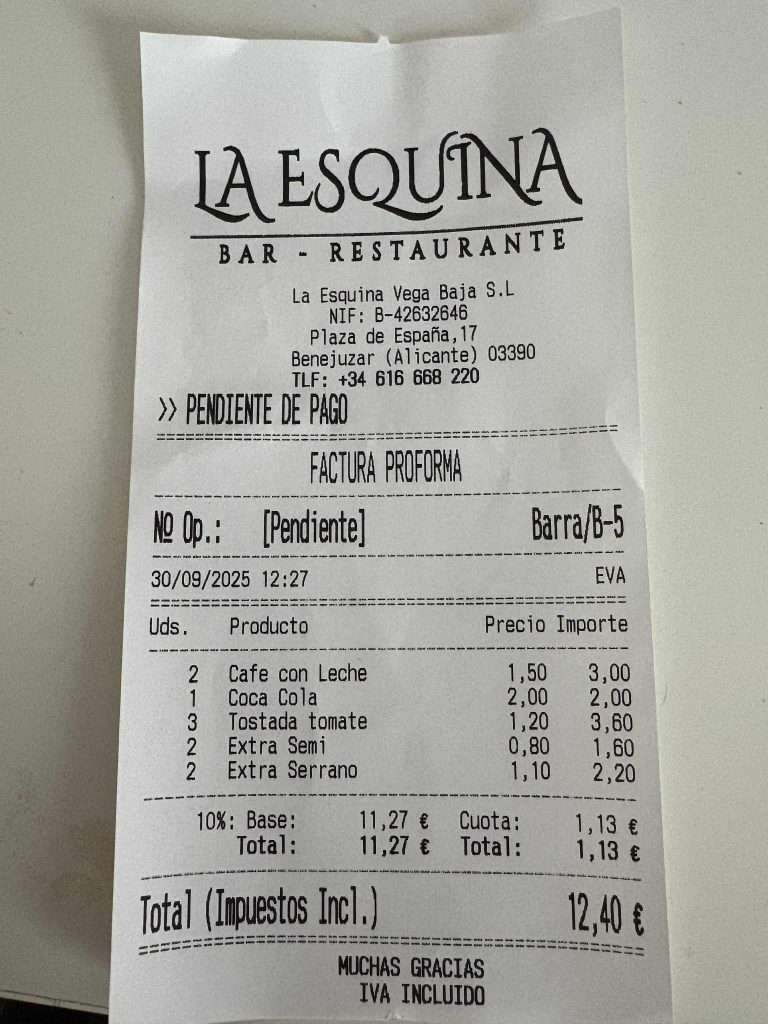 LA ESQUINA
BAR - RESTAURANTE
La Esquina Vega Baja S.L
NIF: B-42632646
Plaza de España,17
Benejuzar (Alicante) 03390
TLF: +34 616 668 220
>> PENDIENTE DE PAGO
FACTURA PROFORMA
Nº Op.: [Pendiente] Barra/B-5
30/09/2025 12:27 EVA
Uds. Producto Precio Importe
2 Cafe con Leche 1,50 3,00
1 Coca Cola 2,00 2,00
3 Tostada tomate 1,20 3,60
2 Extra Semi 0,80 1,60
2 Extra Serrano 1,10 2,20
10%: Base: 11,27 € Cuota: 1,13 €
Total: 11,27 € Total: 1,13 €
Total (Impuestos Incl.) 12,40 €
MUCHAS GRACIAS
IVA INCLUIDO